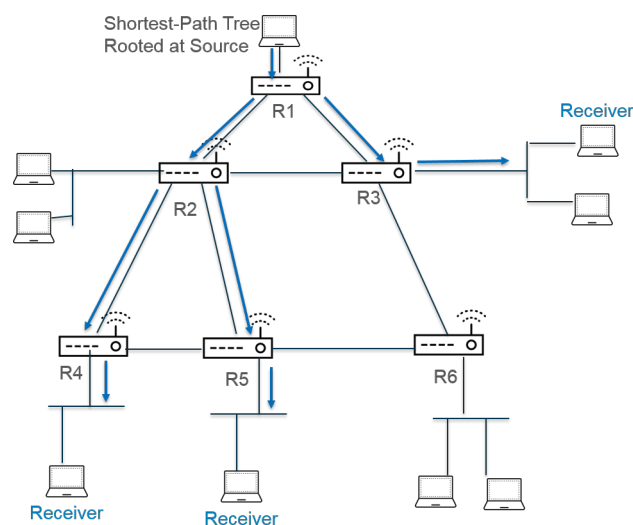 Shortest-Path Tree
Rooted at Source
R1
Receiver
R2
R3
R4
R5
R6
Receiver
Receiver